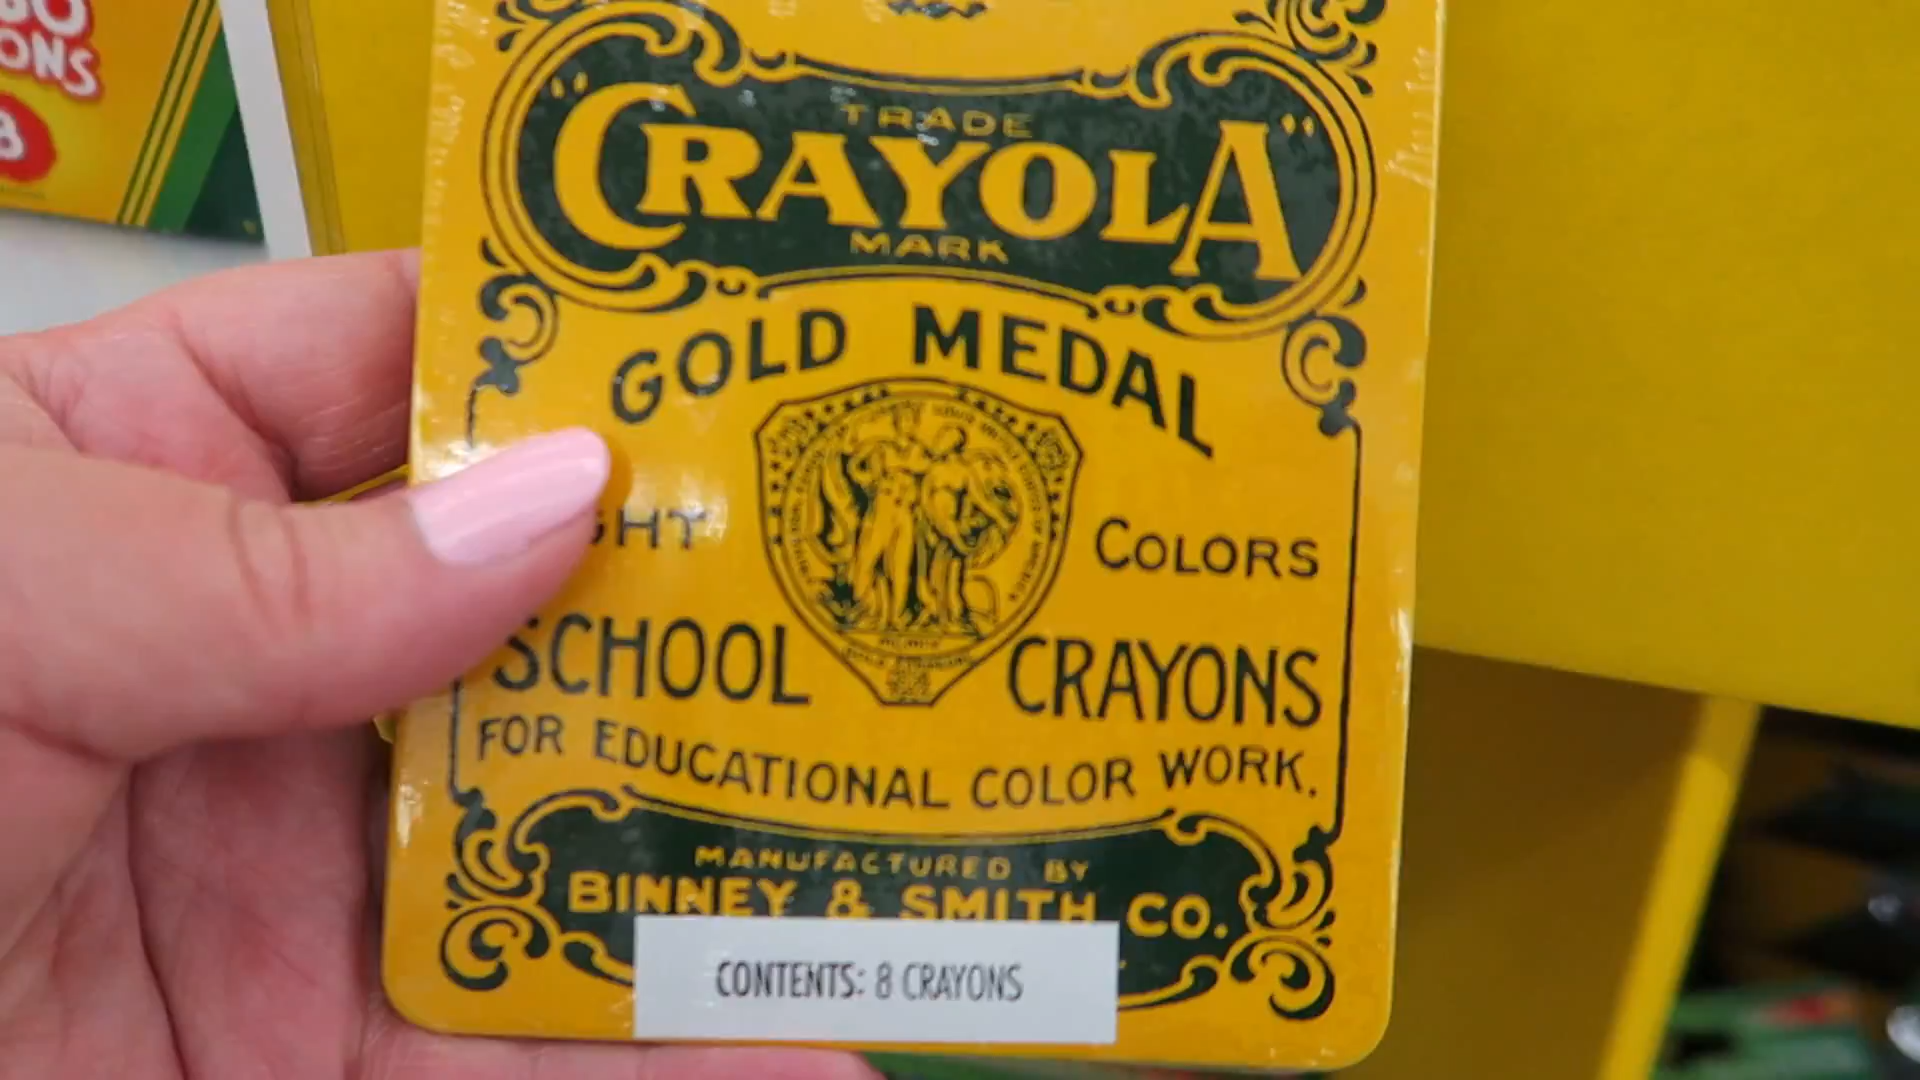 TRADE
"CRAYOLA"
MARK
GOLD MEDAL
GHT COLORS
SCHOOL CRAYONS
FOR EDUCATIONAL COLOR WORK.
MANUFACTURED BY
BINNEY & SMITH CO.
CONTENTS: 8 CRAYONS